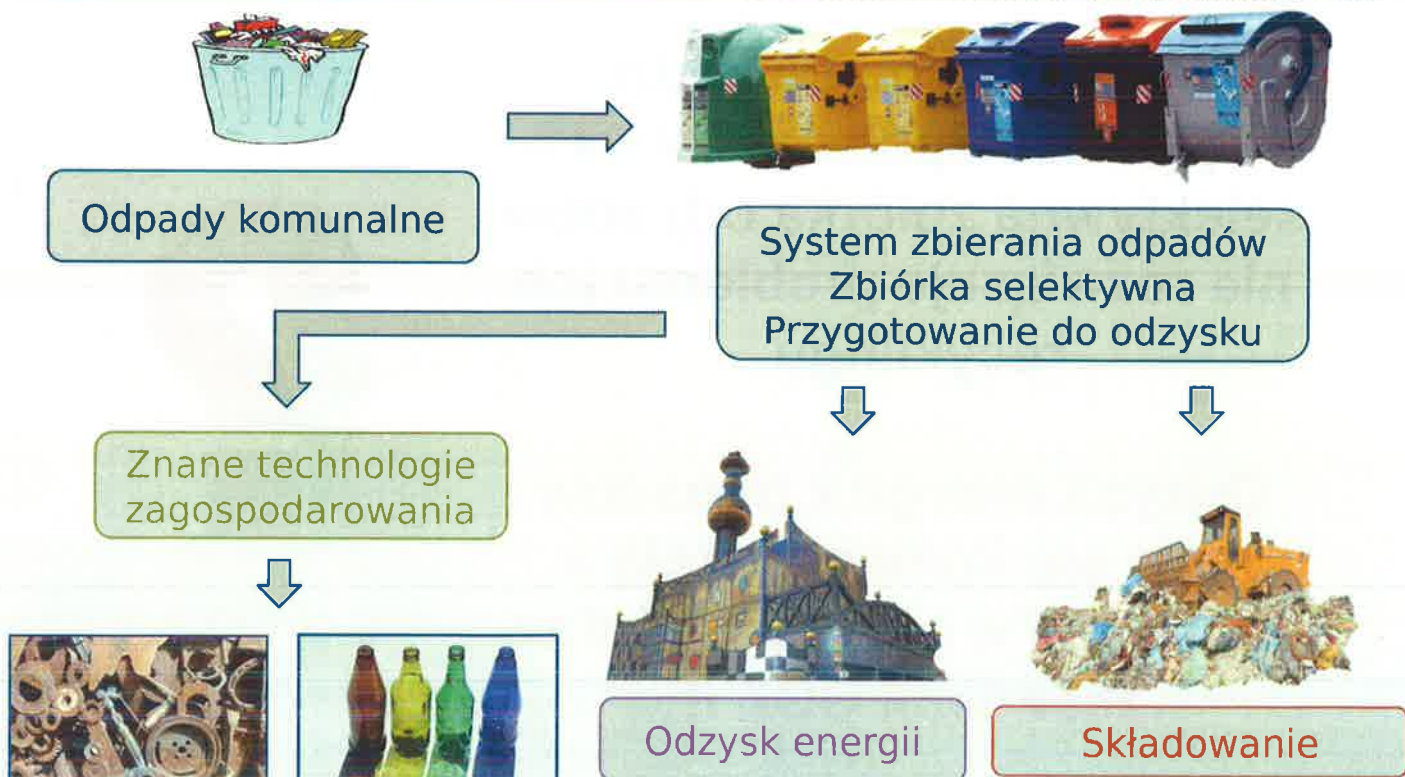 Odpady komunalne
System zbierania odpadów
Zbiórka selektywna
Przygotowanie do odzysku
Znane technologie
zagospodarowania
Odzysk energii
Składowanie